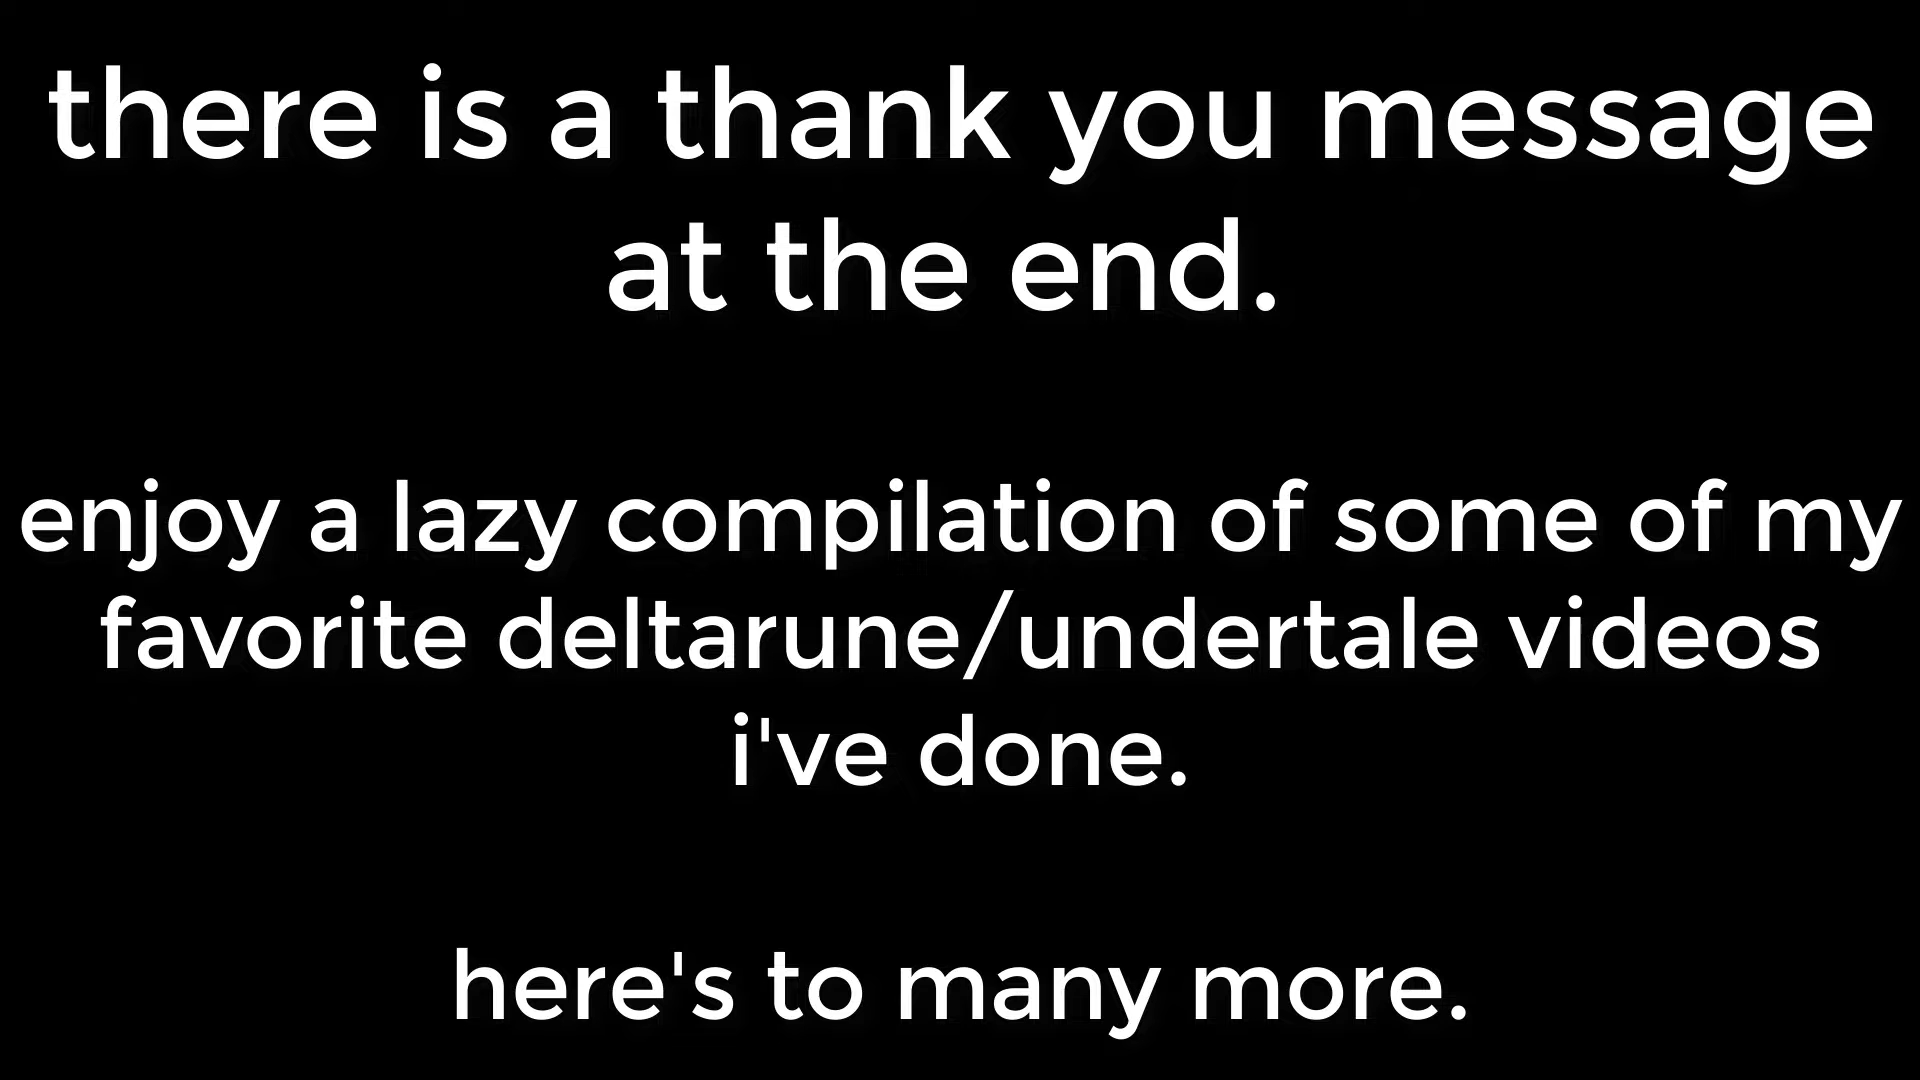 there is a thank you message
at the end.
enjoy a lazy compilation of some of my
favorite deltarune/undertale videos
i've done.
here's to many more.